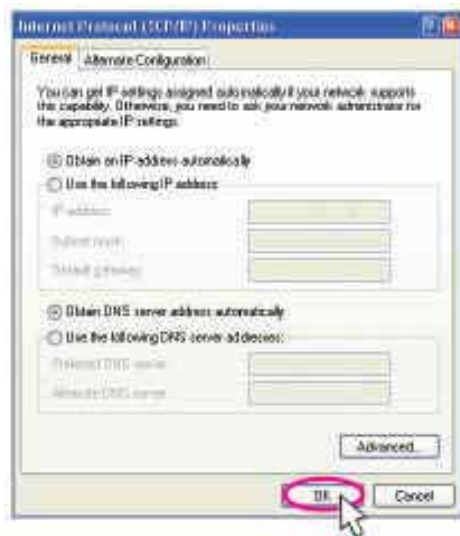 Internet Protocol (TCP/IP) Properties
General
Alternate Configuration
You can get IP settings assigned automatically if your network supports
this capability. Otherwise, you need to ask your network administrator for
the appropriate IP settings.
Obtain an IP address automatically
Use the following IP address:
IP address:
Subnet mask:
Default gateway:
Obtain DNS server address automatically
Use the following DNS server addresses:
Preferred DNS server:
Alternate DNS server:
Advanced...
OK
Cancel